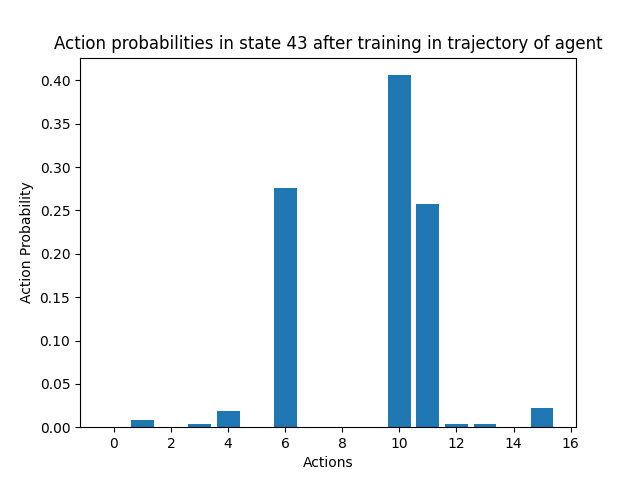 Action probabilities in state 43 after training in trajectory of agent
Action Probability
0.40
0.35
0.30
0.25
0.20
0.15
0.10
0.05
0.00
0 2 4 6 8 10 12 14 16
Actions